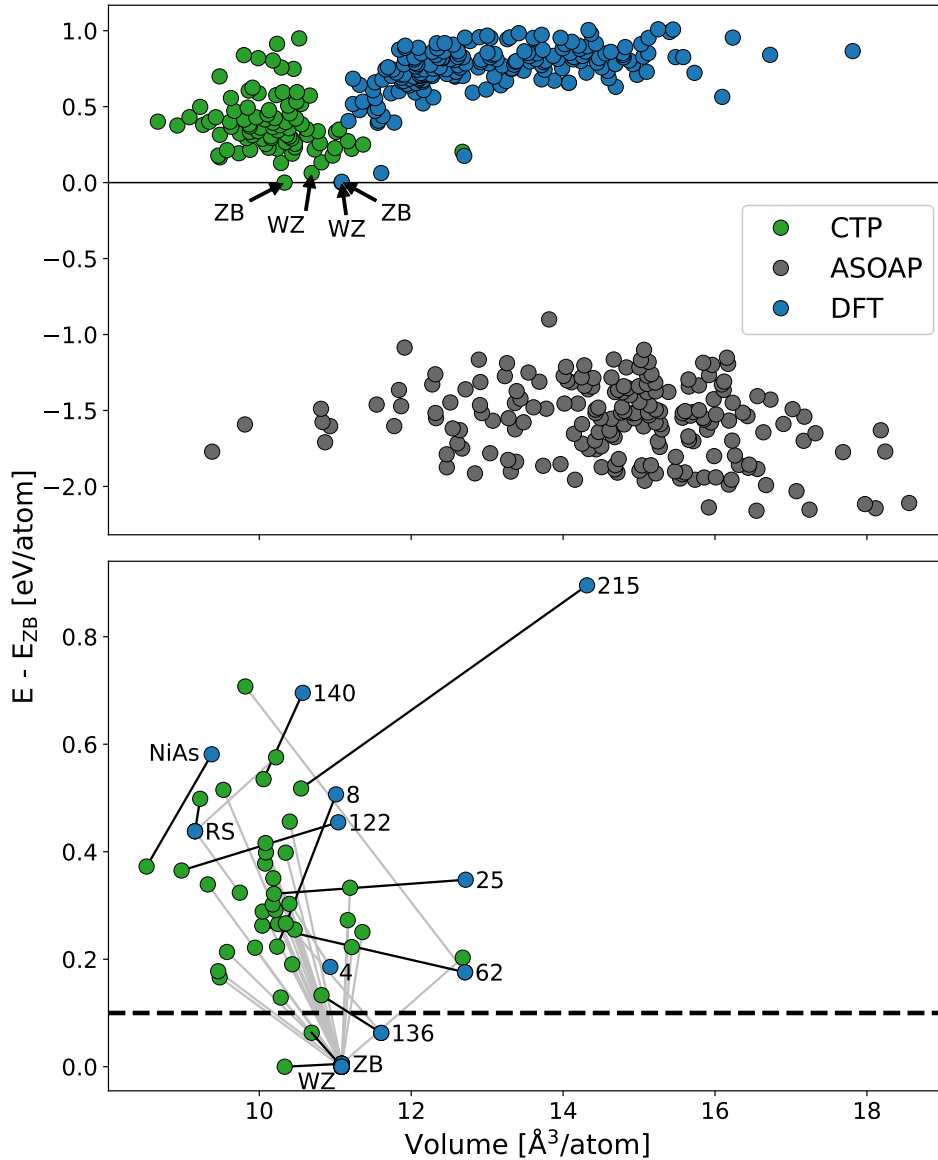 1.0
0.5
0.0
ZB
WZ
WZ
ZB
CTP
ASOAP
DFT
−0.5
−1.0
−1.5
−2.0
E - E_ZB [eV/atom]
215
0.8
140
NiAs
0.6
8
RS
122
0.4
25
4
62
0.2
136
ZB
WZ
0.0
10
12
14
16
18
Volume [Å³/atom]